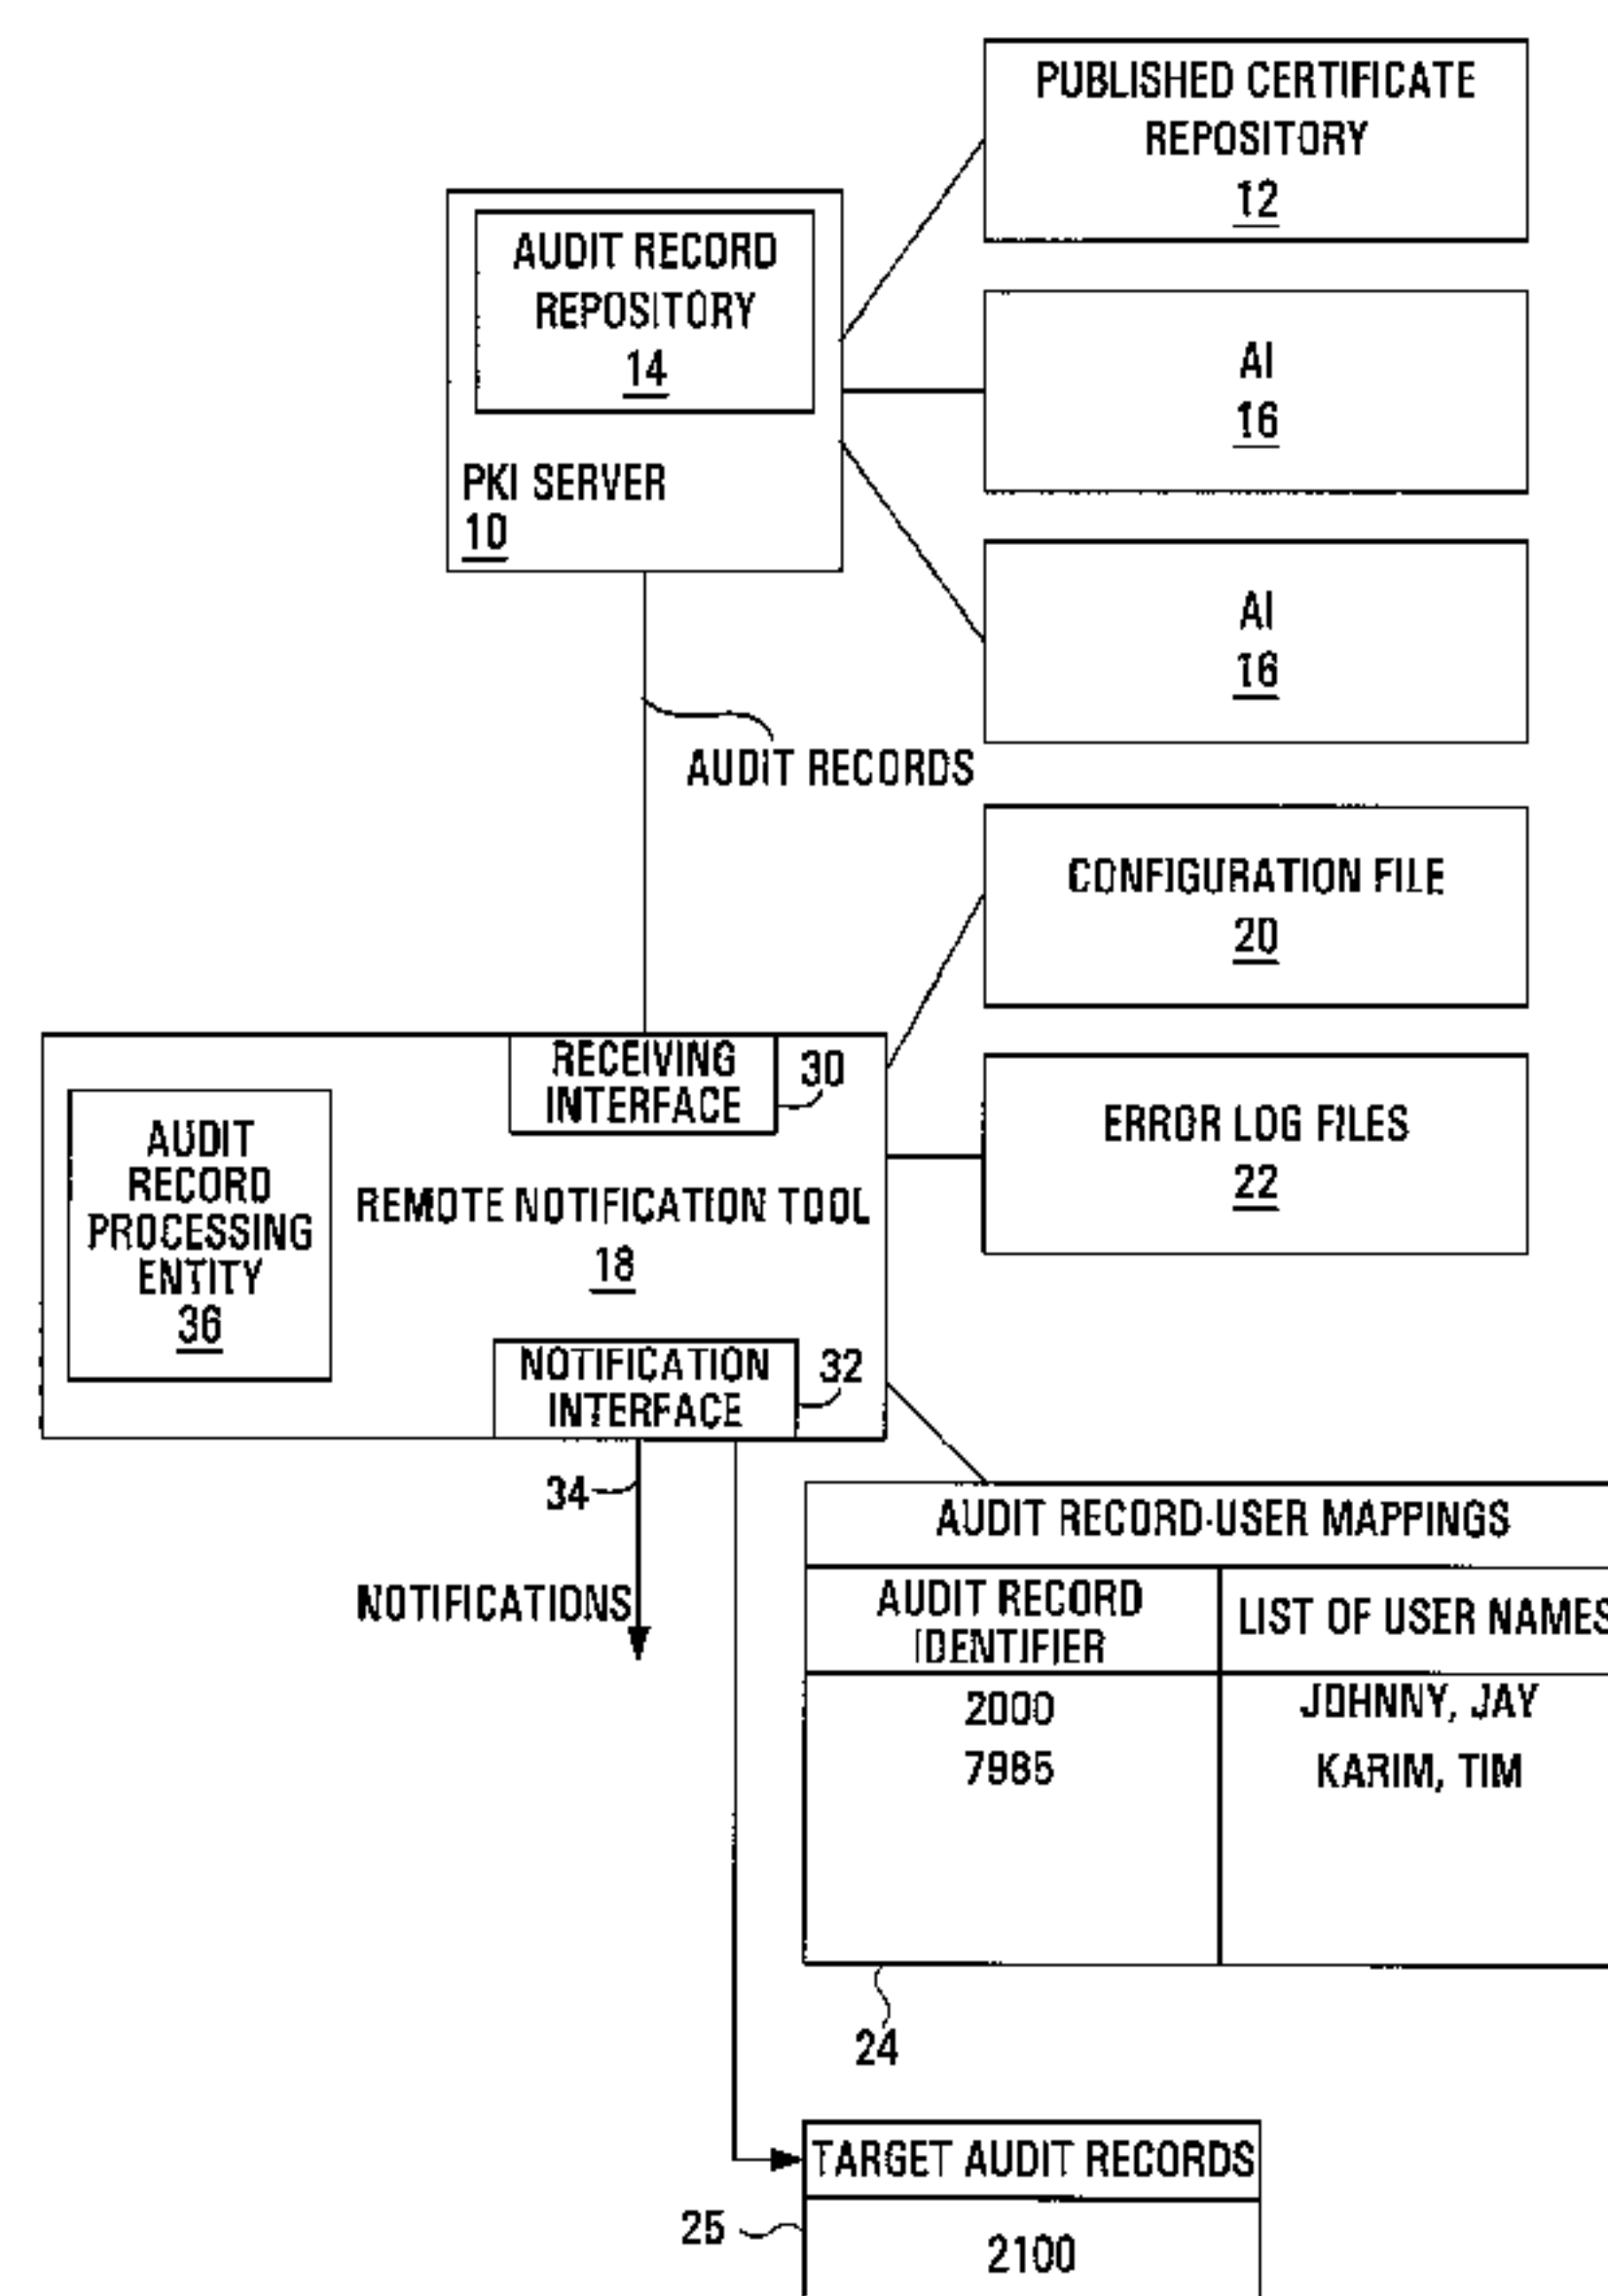 PUBLISHED CERTIFICATE
REPOSITORY
12
AUDIT RECORD
REPOSITORY
14
PKI SERVER
10
AI
16
AI
16
AUDIT RECORDS
CONFIGURATION FILE
20
RECEIVING
INTERFACE
30
AUDIT
RECORD
PROCESSING
ENTITY
36
REMOTE NOTIFICATION TOOL
18
ERROR LOG FILES
22
NOTIFICATION
INTERFACE
32
34
NOTIFICATIONS
AUDIT RECORD-USER MAPPINGS
AUDIT RECORD
IDENTIFIER
LIST OF USER NAMES
2000
JOHNNY, JAY
7985
KARIM, TIM
24
TARGET AUDIT RECORDS
25
2100